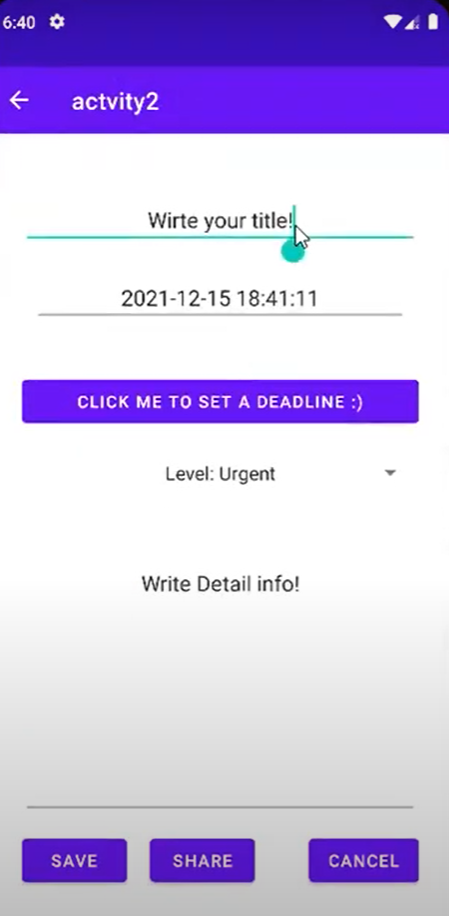 6:40
actvity2
Wirte your title!
2021-12-15 18:41:11
CLICK ME TO SET A DEADLINE :)
Level: Urgent
Write Detail info!
SAVE SHARE CANCEL